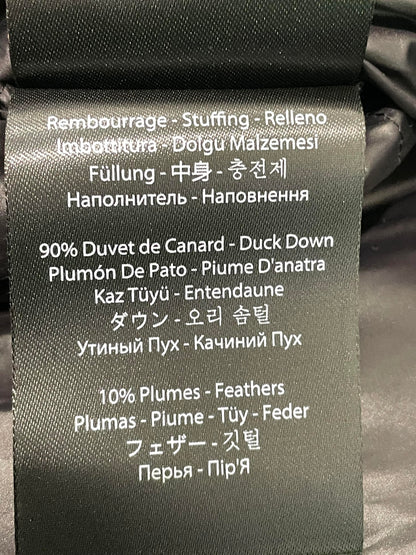 Rembourrage - Stuffing - Relleno
Imbottitura - Dolgu Malzemesi
Füllung - 中身 - 충전제
Наполнитель - Наповнення
90% Duvet de Canard - Duck Down
Plumón De Pato - Piume D'anatra
Kaz Tüyü - Entendaune
ダウン - 오리 솜털
Утиный Пух - Качиний Пух
10% Plumes - Feathers
Plumas - Piume - Tüy - Feder
フェザー - 깃털
Перья - Пір'Я